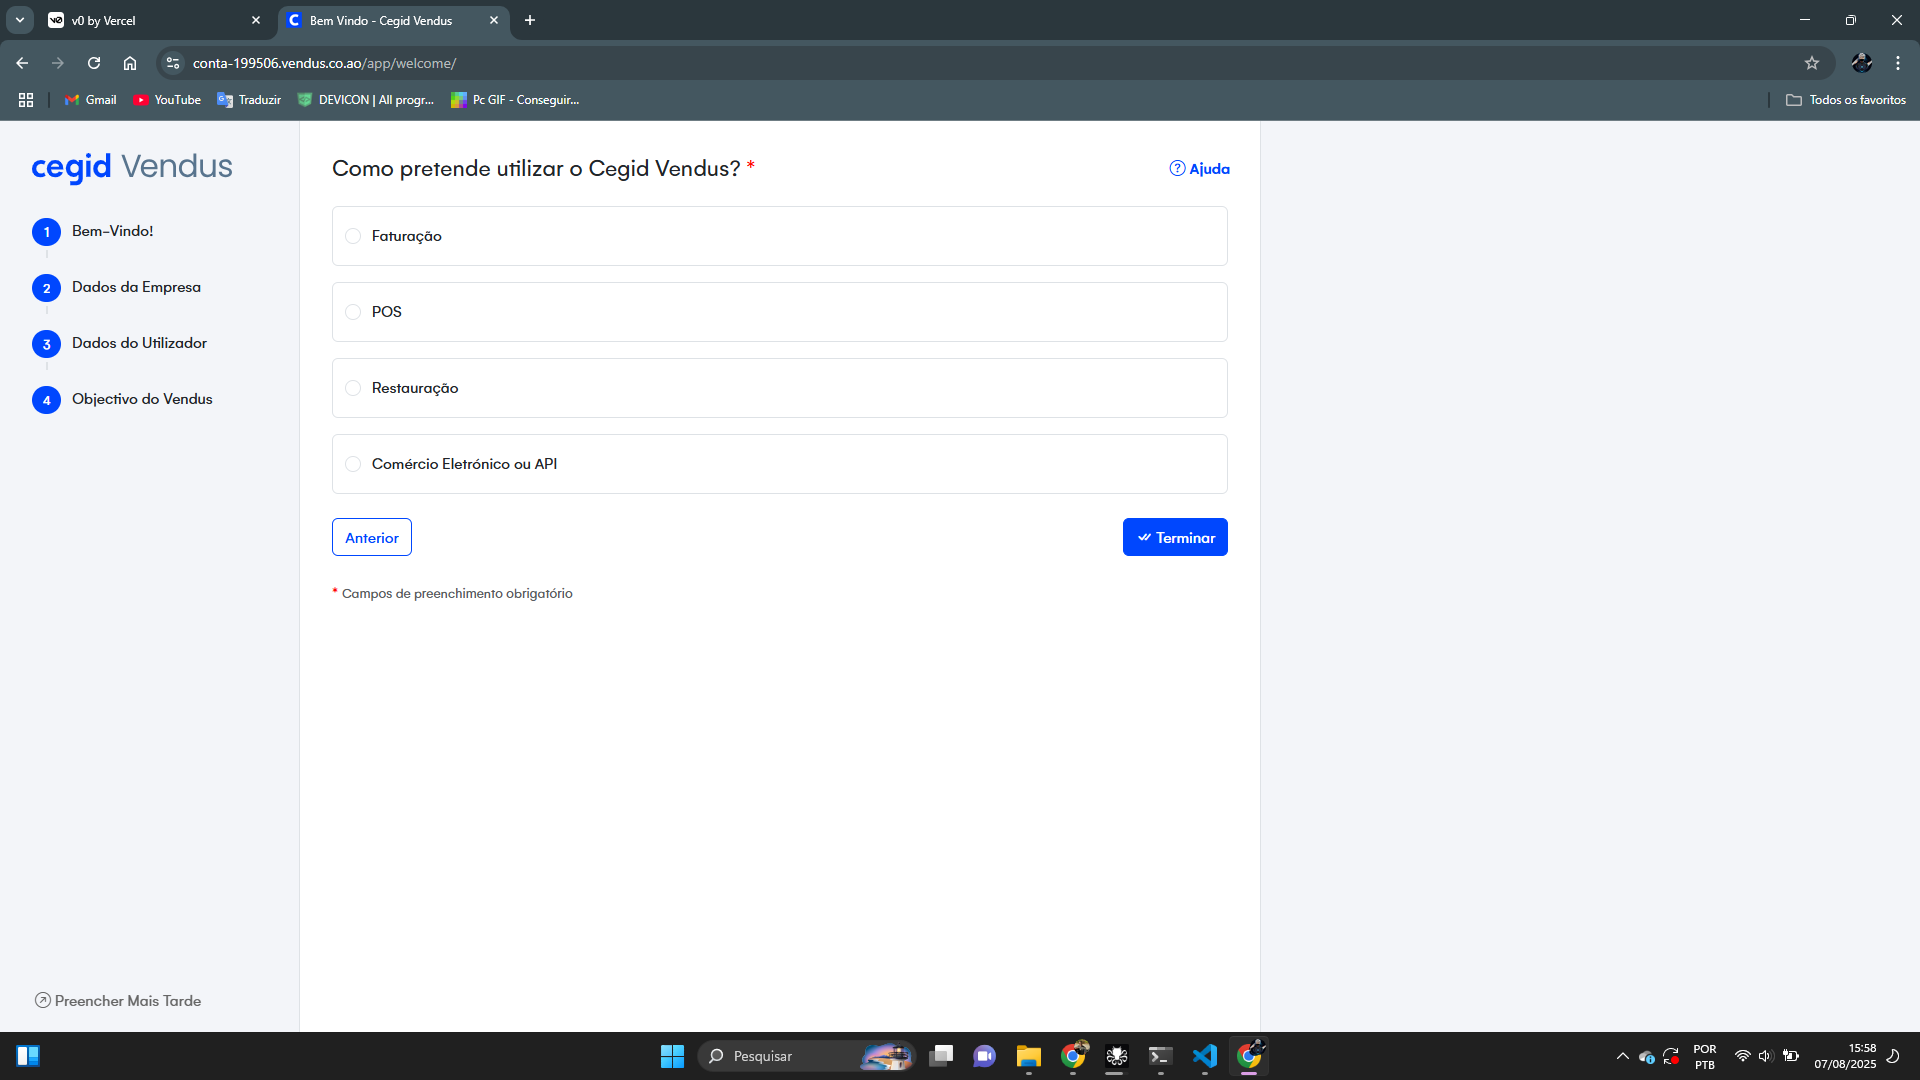 v0 by Vercel
Bem Vindo - Cegid Vendus
conta-199506.vendus.co.ao/app/welcome/
Gmail
YouTube
Traduzir
DEVICON | All progr...
Pc GIF - Conseguir...
Todos os favoritos
cegid Vendus
1 Bem-Vindo!
2 Dados da Empresa
3 Dados do Utilizador
4 Objectivo do Vendus
Preencher Mais Tarde
Como pretende utilizar o Cegid Vendus? *
Ajuda
Faturação
POS
Restauração
Comércio Eletrónico ou API
Anterior
Terminar
* Campos de preenchimento obrigatório
Pesquisar
POR
PTB
15:58
07/08/2025